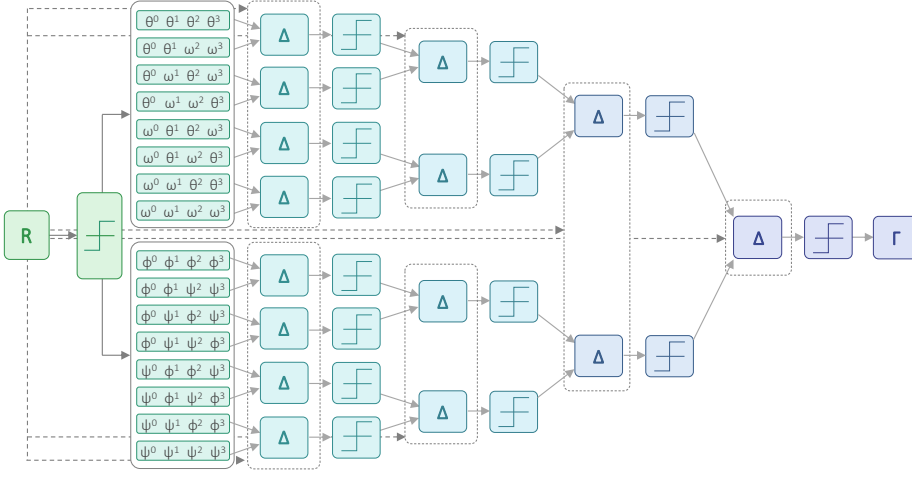 θ⁰ θ¹ θ² θ³
θ⁰ θ¹ ω² ω³
θ⁰ ω¹ θ² ω³
θ⁰ ω¹ ω² θ³
ω⁰ θ¹ θ² ω³
ω⁰ θ¹ ω² θ³
ω⁰ ω¹ θ² θ³
ω⁰ ω¹ ω² ω³
Δ
Δ
Δ
Δ
Δ
Δ
Δ
R
Δ
Γ
ϕ⁰ ϕ¹ ϕ² ϕ³
ϕ⁰ ϕ¹ ψ² ψ³
ϕ⁰ ψ¹ ϕ² ψ³
ϕ⁰ ψ¹ ψ² ϕ³
ψ⁰ ϕ¹ ϕ² ψ³
ψ⁰ ϕ¹ ψ² ϕ³
ψ⁰ ψ¹ ϕ² ϕ³
ψ⁰ ψ¹ ψ² ψ³
Δ
Δ
Δ
Δ
Δ
Δ
Δ